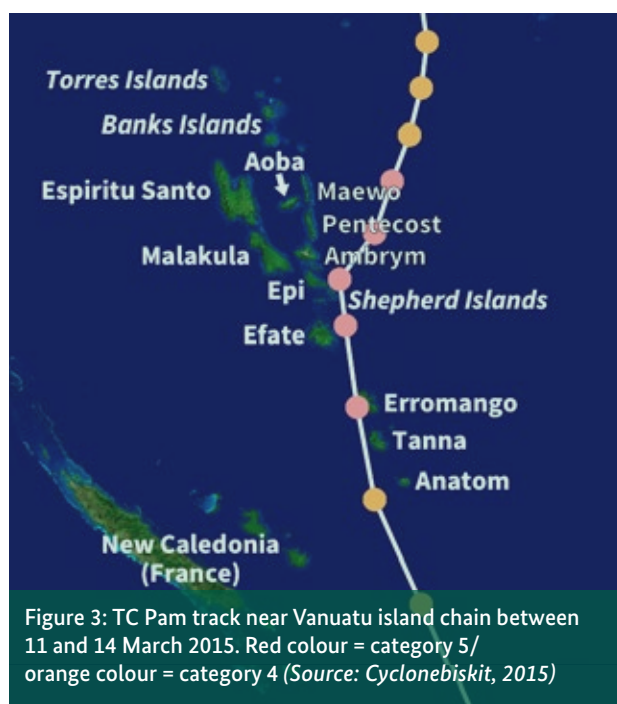 Torres Islands
Banks Islands
Aoba
Espiritu Santo
Maewo
Pentecost
Malakula
Ambrym
Epi
Shepherd Islands
Efate
Erromango
Tanna
Anatom
New Caledonia
(France)
Figure 3: TC Pam track near Vanuatu island chain between
11 and 14 March 2015. Red colour = category 5/
orange colour = category 4 (Source: Cyclonebiskit, 2015)